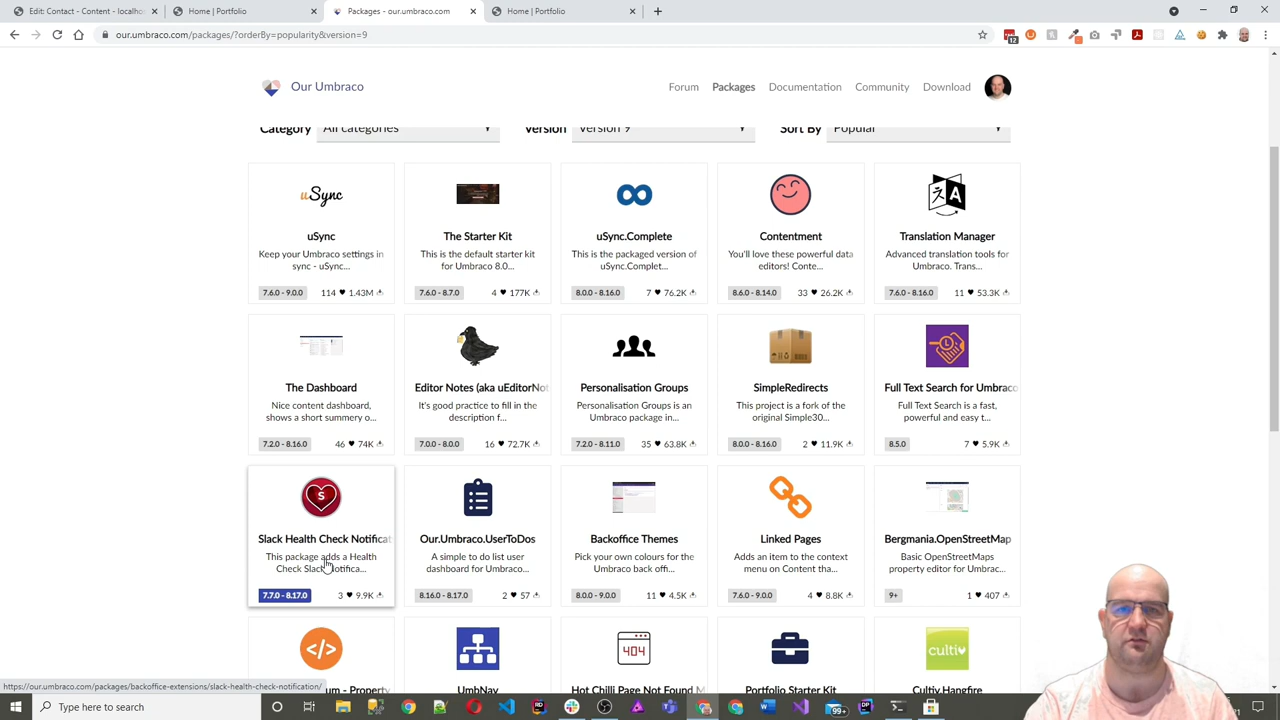 Edit: Contact - Content - localho
Home | Portfolio
Packages - our.umbraco.com
Home | Portfolio
our.umbraco.com/packages/?orderBy=popularity&version=9
12
Our Umbraco
Forum
Packages
Documentation
Community
Download
Category
All categories
Version
Version 9
Sort By
Popular
uSync
uSync
Keep your Umbraco settings in
sync - uSync...
7.6.0 - 9.0.0
114 ♥ 1.43M
The Starter Kit
This is the default starter kit
for Umbraco 8.0...
7.6.0 - 8.7.0
4 ♥ 177K
uSync.Complete
This is the packaged version of
uSync.Complet...
8.0.0 - 8.16.0
7 ♥ 76.2K
Contentment
You'll love these powerful data
editors! Conte...
8.6.0 - 8.14.0
33 ♥ 26.2K
Translation Manager
Advanced translation tools for
Umbraco. Trans...
7.6.0 - 8.16.0
11 ♥ 53.3K
The Dashboard
Nice content dashboard,
shows a short summery o...
7.2.0 - 8.16.0
46 ♥ 74K
Editor Notes (aka uEditorNot
It's good practice to fill in the
description f...
7.0.0 - 8.0.0
16 ♥ 72.7K
Personalisation Groups
Personalisation Groups is an
Umbraco package in...
7.2.0 - 8.11.0
35 ♥ 63.8K
SimpleRedirects
This project is a fork of the
original Simple30...
8.0.0 - 8.16.0
2 ♥ 11.9K
L
Full Text Search for Umbraco
Full Text Search is a fast,
powerful and easy t...
8.5.0
7 ♥ 5.9K
S
Slack Health Check Notificat
This package adds a Health
Check Slack Notifica...
7.7.0 - 8.17.0
3 ♥ 9.9K
Our.Umbraco.UserToDos
A simple to do list user
dashboard for Umbraco...
8.16.0 - 8.17.0
2 ♥ 57
Backoffice Themes
Pick your own colours for the
Umbraco back offi...
8.0.0 - 9.0.0
11 ♥ 4.5K
Linked Pages
Adds an item to the context
menu on Content tha...
7.6.0 - 9.0.0
4 ♥ 8.8K
Bergmania.OpenStreetMap
Basic OpenStreetMaps
property editor for Umbrac...
9+
1 ♥ 407
</>
um - Property
UmbNav
404
Hot Chilli Page Not Found M
Portfolio Starter Kit
cultiv
Cultiv.Hangfire
https://our.umbraco.com/packages/backoffice-extensions/slack-health-check-notification/
Type here to search
99+